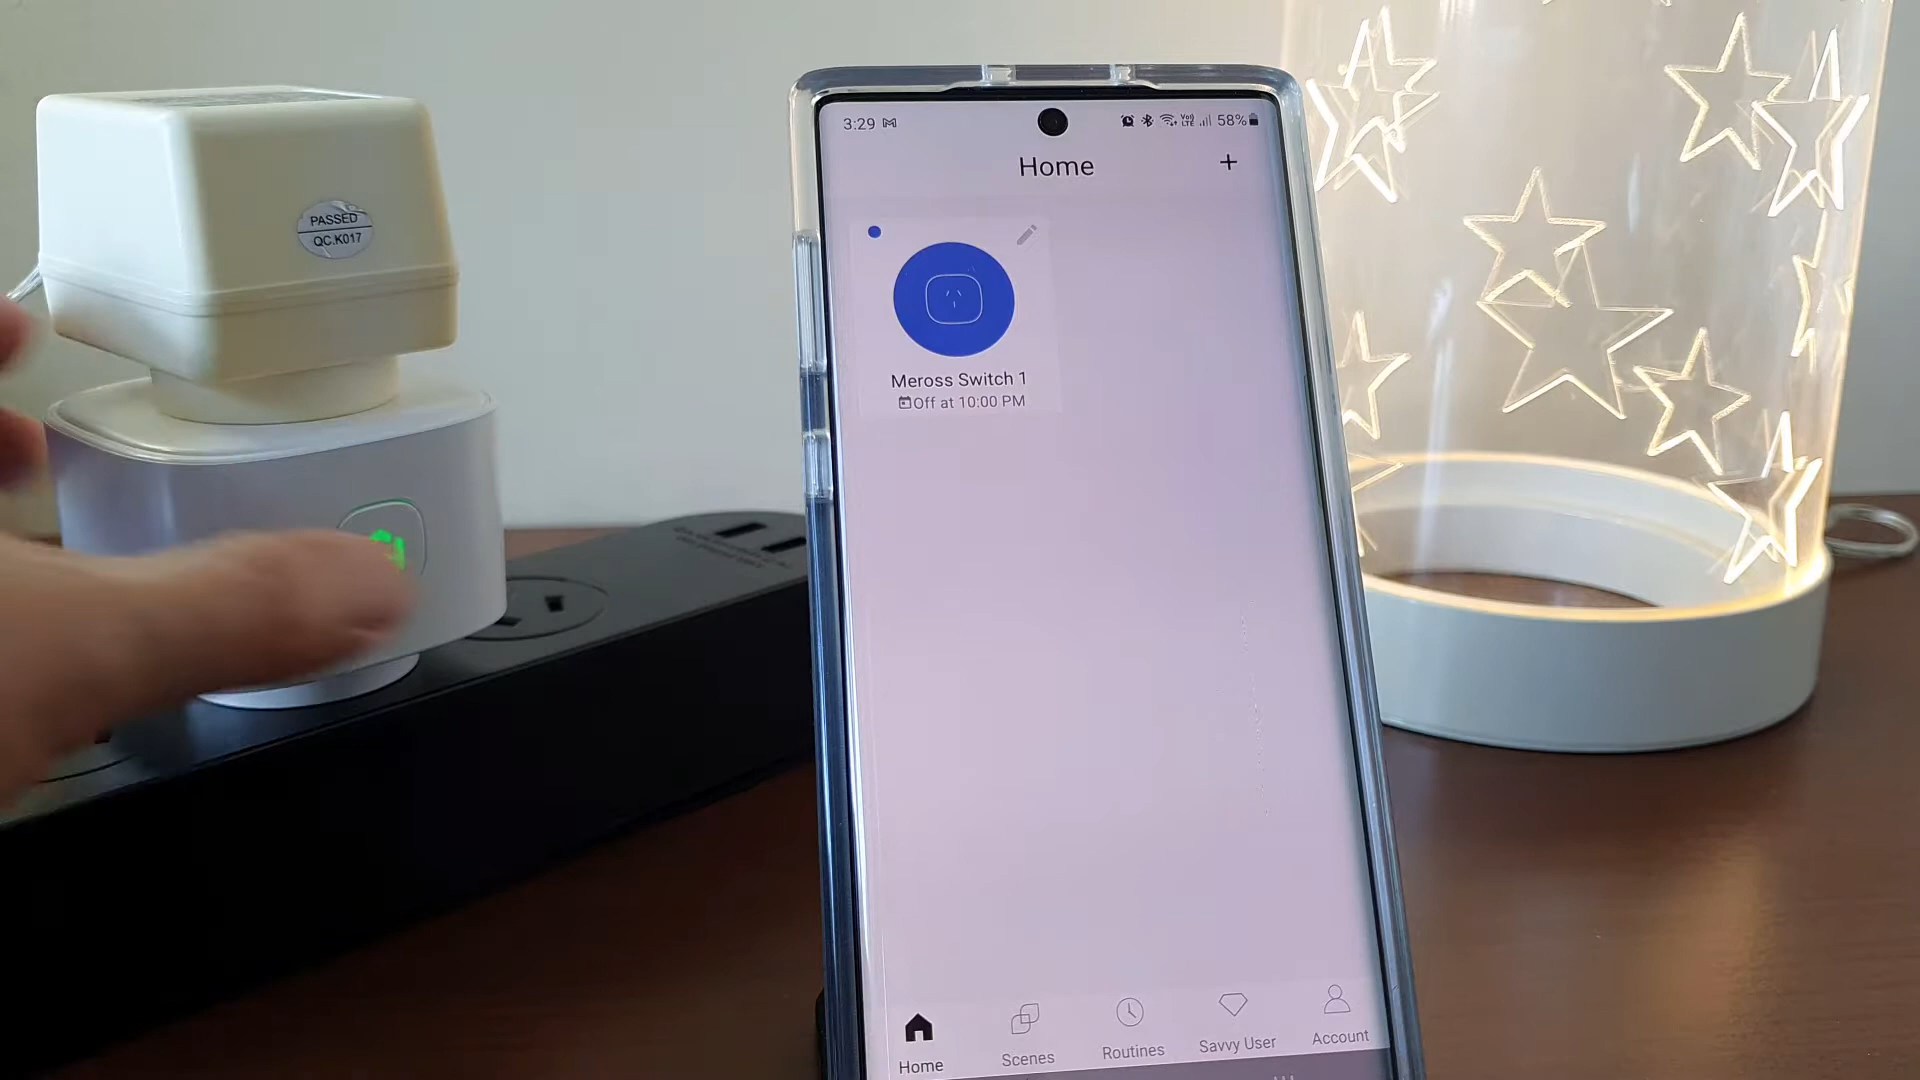 PASSED
QC.K017
3:29
58%
Home
+
Meross Switch 1
Off at 10:00 PM
Home
Scenes
Routines
Savvy User
Account